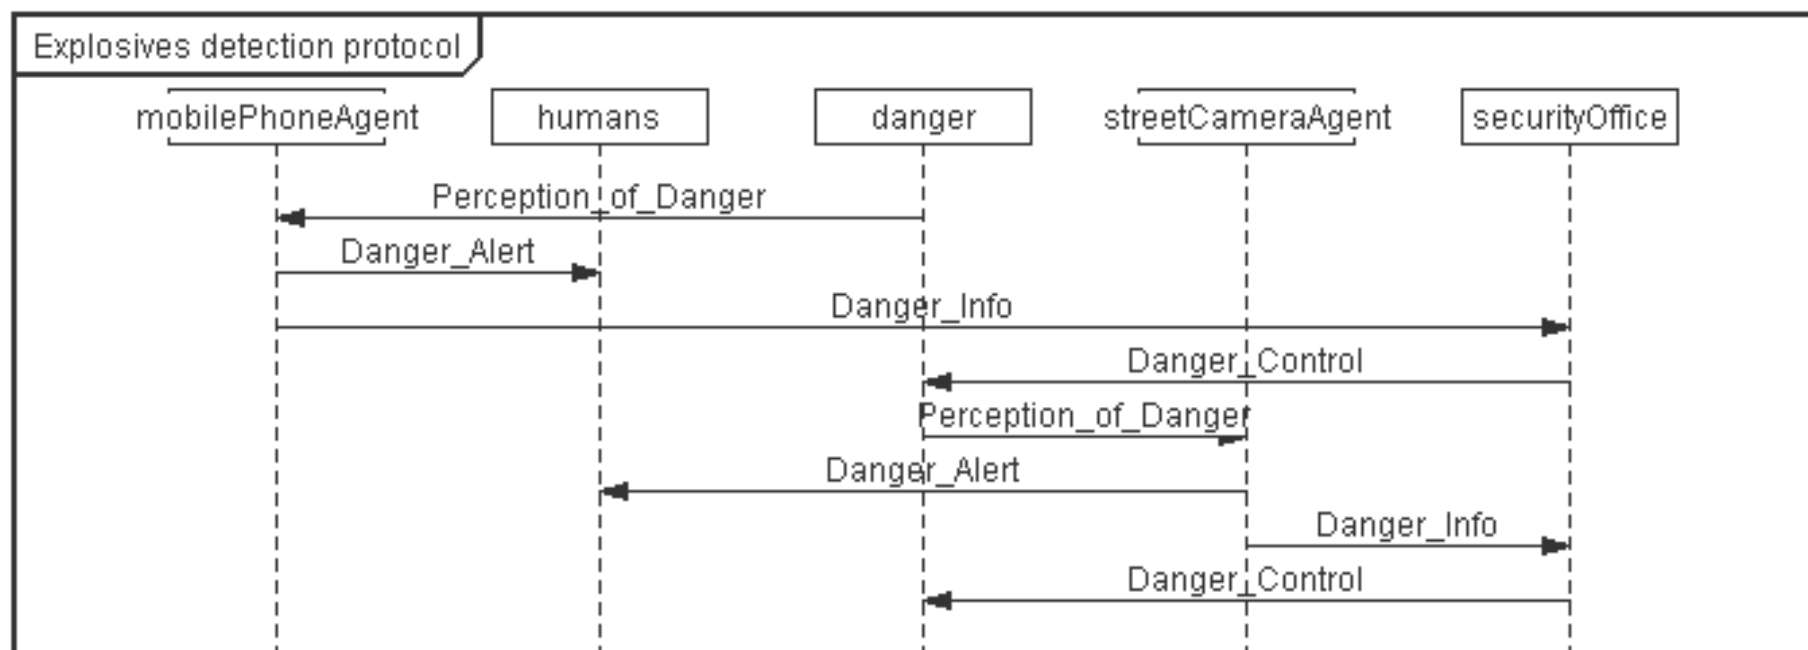 Explosives detection protocol
mobilePhoneAgent humans danger streetCameraAgent securityOffice
Perception_of_Danger
Danger_Alert
Danger_Info
Danger_Control
Perception_of_Danger
Danger_Alert
Danger_Info
Danger_Control